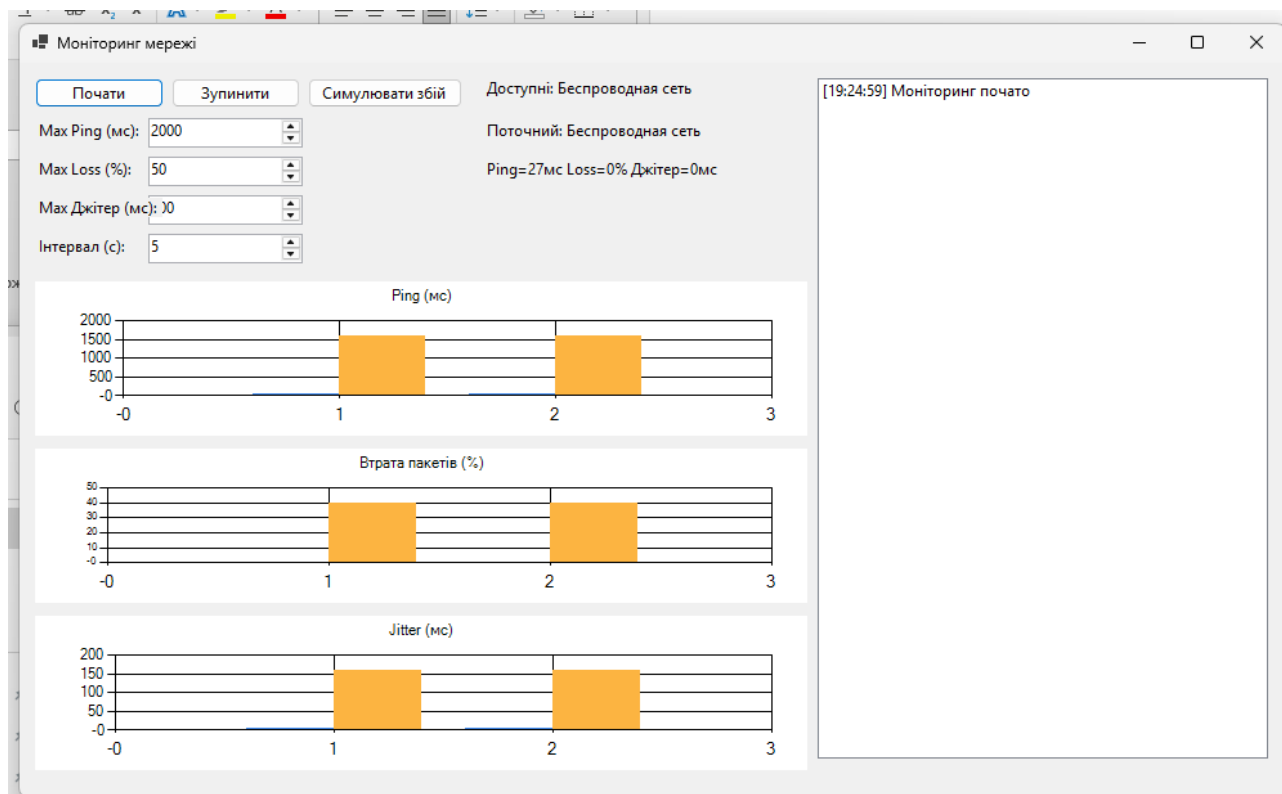 Моніторинг мережі
Почати Зупинити Симулювати збій
Доступні: Беспроводная сеть
Max Ping (мс): 2000
Поточний: Беспроводная сеть
Max Loss (%): 50
Ping=27мс Loss=0% Джітер=0мс
Max Джітер (мс):
Інтервал (с): 5
[19:24:59] Моніторинг почато
Ping (мс)
2000
1500
1000
500
-0
-0 1 2 3
Втрата пакетів (%)
50
40
30
20
10
-0
-0 1 2 3
Jitter (мс)
200
150
100
50
-0
-0 1 2 3